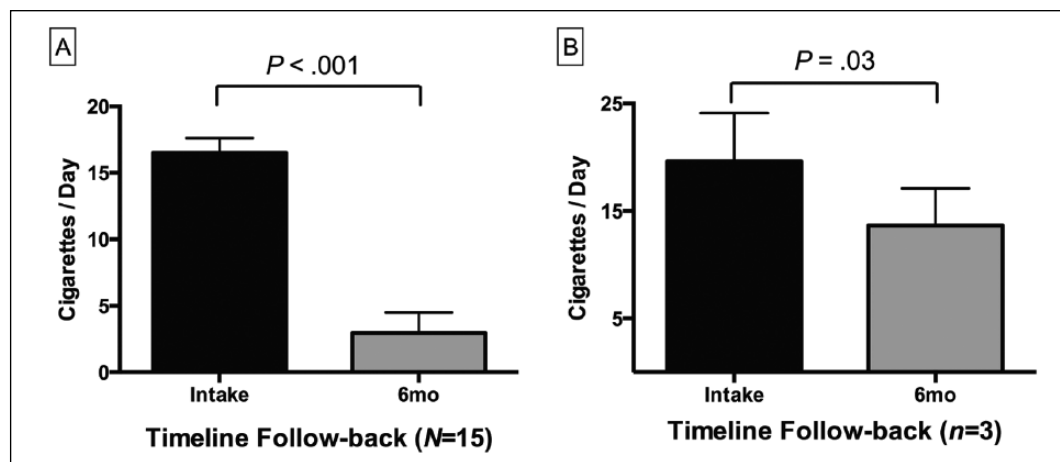 A
P < .001
Cigarettes / Day
20
15
10
5
0
Intake 6mo
Timeline Follow-back (N=15)
B
P = .03
Cigarettes / Day
25
15
5
Intake 6mo
Timeline Follow-back (n=3)